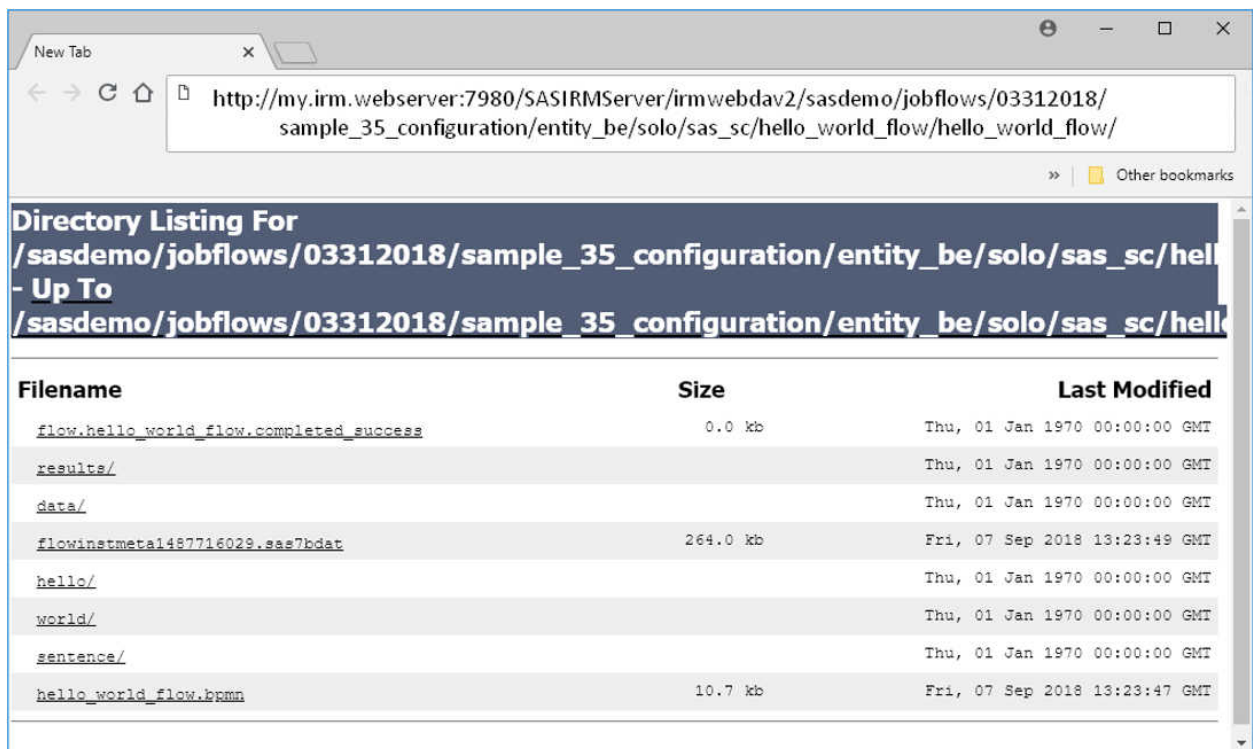 New Tab
http://my.irm.webserver:7980/SASIRMServer/irmwebdav2/sasdemo/jobflows/03312018/
sample_35_configuration/entity_be/solo/sas_sc/hello_world_flow/hello_world_flow/
» Other bookmarks
Directory Listing For
/sasdemo/jobflows/03312018/sample_35_configuration/entity_be/solo/sas_sc/hell
- Up To
/sasdemo/jobflows/03312018/sample_35_configuration/entity_be/solo/sas_sc/hell
Filename Size Last Modified
flow.hello_world_flow.completed_success 0.0 kb Thu, 01 Jan 1970 00:00:00 GMT
results/ Thu, 01 Jan 1970 00:00:00 GMT
data/ Thu, 01 Jan 1970 00:00:00 GMT
flowinstmeta1487716029.sas7bdat 264.0 kb Fri, 07 Sep 2018 13:23:49 GMT
hello/ Thu, 01 Jan 1970 00:00:00 GMT
world/ Thu, 01 Jan 1970 00:00:00 GMT
sentence/ Thu, 01 Jan 1970 00:00:00 GMT
hello_world_flow.bpmn 10.7 kb Fri, 07 Sep 2018 13:23:47 GMT